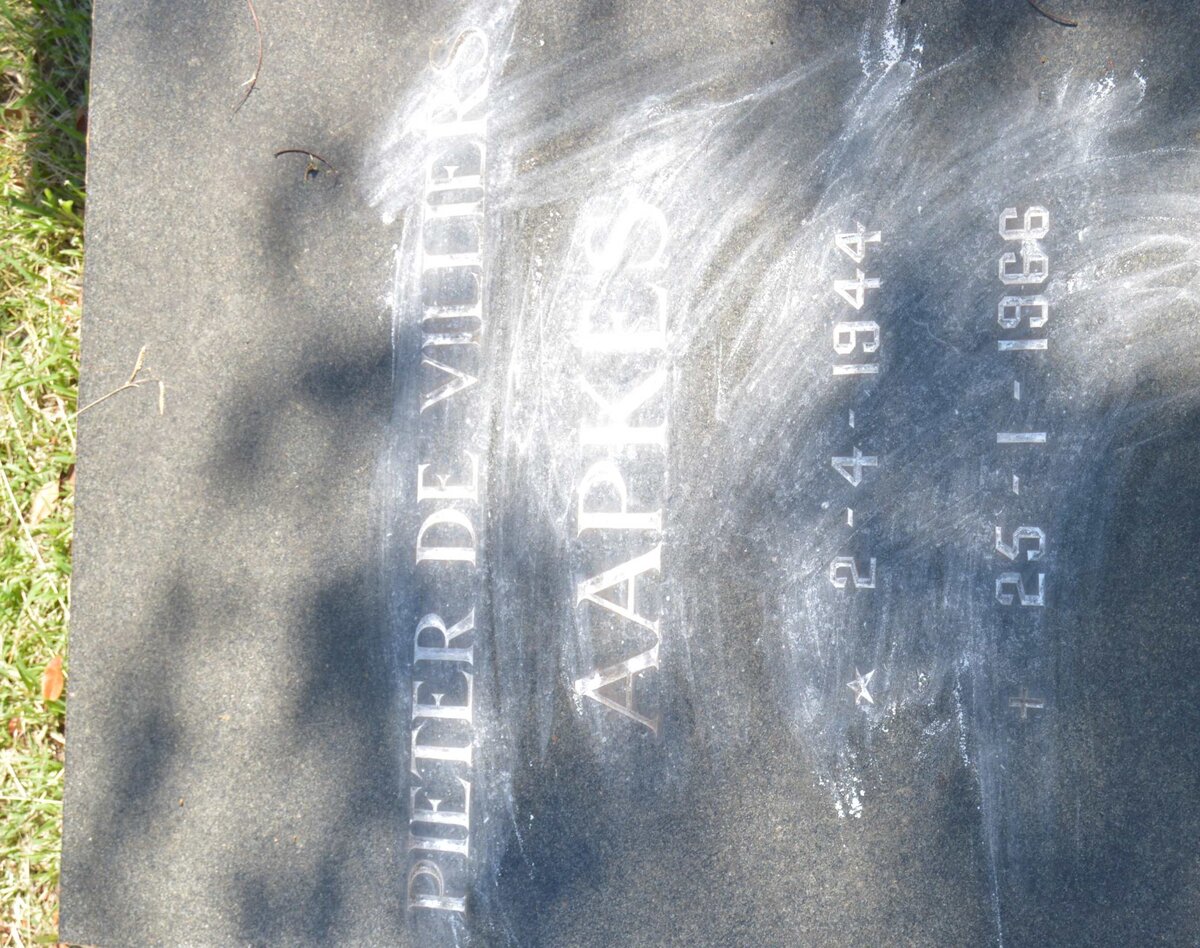 PIETER DE VILLIERS
AAPKES
☆ 2-4-1944
+ 25-1-1966